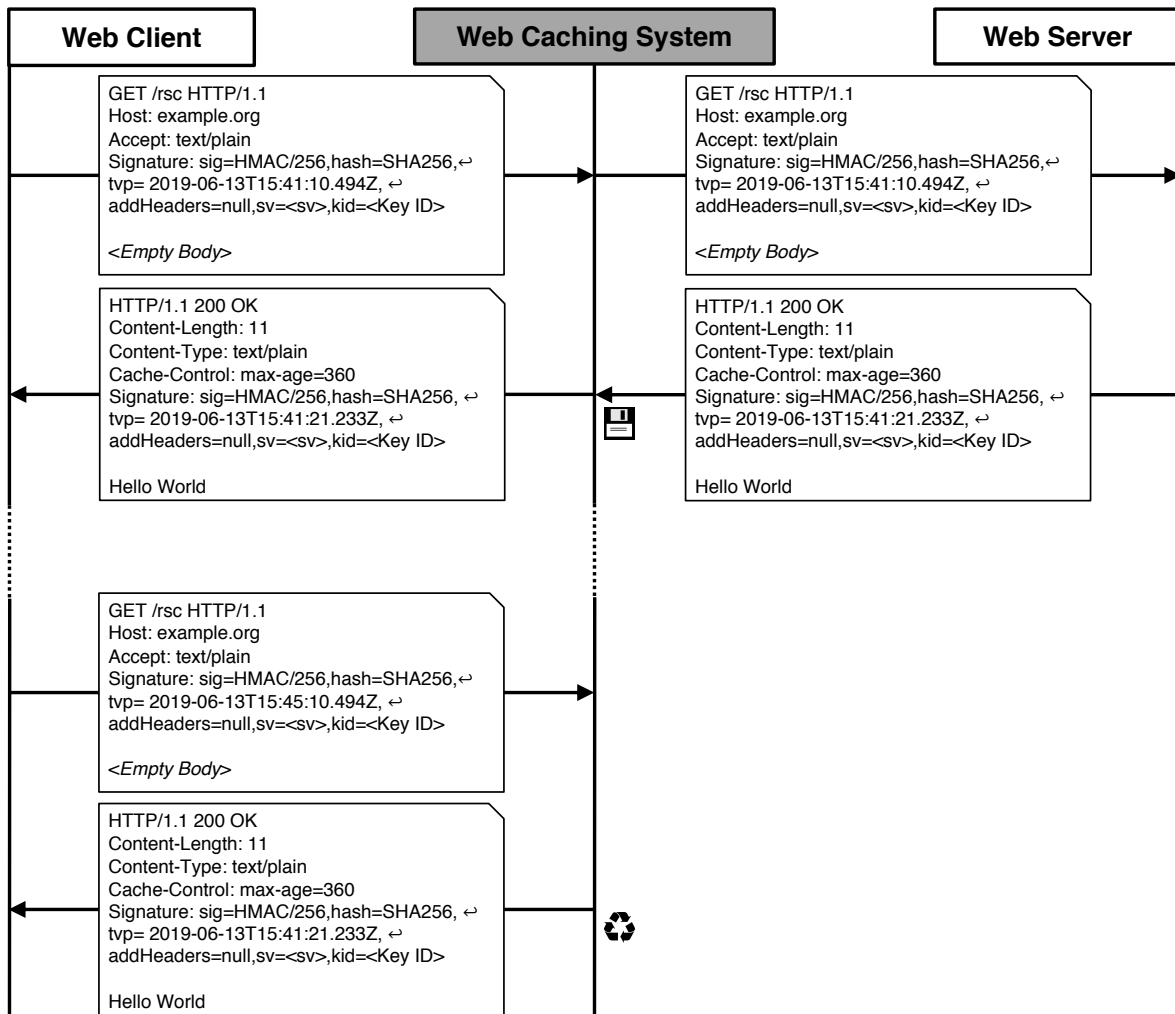 Web Client
Web Caching System
Web Server
GET /rsc HTTP/1.1
Host: example.org
Accept: text/plain
Signature: sig=HMAC/256,hash=SHA256,↩
tvp= 2019-06-13T15:41:10.494Z, ↩
addHeaders=null,sv=<sv>,kid=<Key ID>
<Empty Body>
GET /rsc HTTP/1.1
Host: example.org
Accept: text/plain
Signature: sig=HMAC/256,hash=SHA256,↩
tvp= 2019-06-13T15:41:10.494Z, ↩
addHeaders=null,sv=<sv>,kid=<Key ID>
<Empty Body>
HTTP/1.1 200 OK
Content-Length: 11
Content-Type: text/plain
Cache-Control: max-age=360
Signature: sig=HMAC/256,hash=SHA256, ↩
tvp= 2019-06-13T15:41:21.233Z, ↩
addHeaders=null,sv=<sv>,kid=<Key ID>
Hello World
HTTP/1.1 200 OK
Content-Length: 11
Content-Type: text/plain
Cache-Control: max-age=360
Signature: sig=HMAC/256,hash=SHA256, ↩
tvp= 2019-06-13T15:41:21.233Z, ↩
addHeaders=null,sv=<sv>,kid=<Key ID>
Hello World
GET /rsc HTTP/1.1
Host: example.org
Accept: text/plain
Signature: sig=HMAC/256,hash=SHA256,↩
tvp= 2019-06-13T15:45:10.494Z, ↩
addHeaders=null,sv=<sv>,kid=<Key ID>
<Empty Body>
HTTP/1.1 200 OK
Content-Length: 11
Content-Type: text/plain
Cache-Control: max-age=360
Signature: sig=HMAC/256,hash=SHA256, ↩
tvp= 2019-06-13T15:41:21.233Z, ↩
addHeaders=null,sv=<sv>,kid=<Key ID>
Hello World